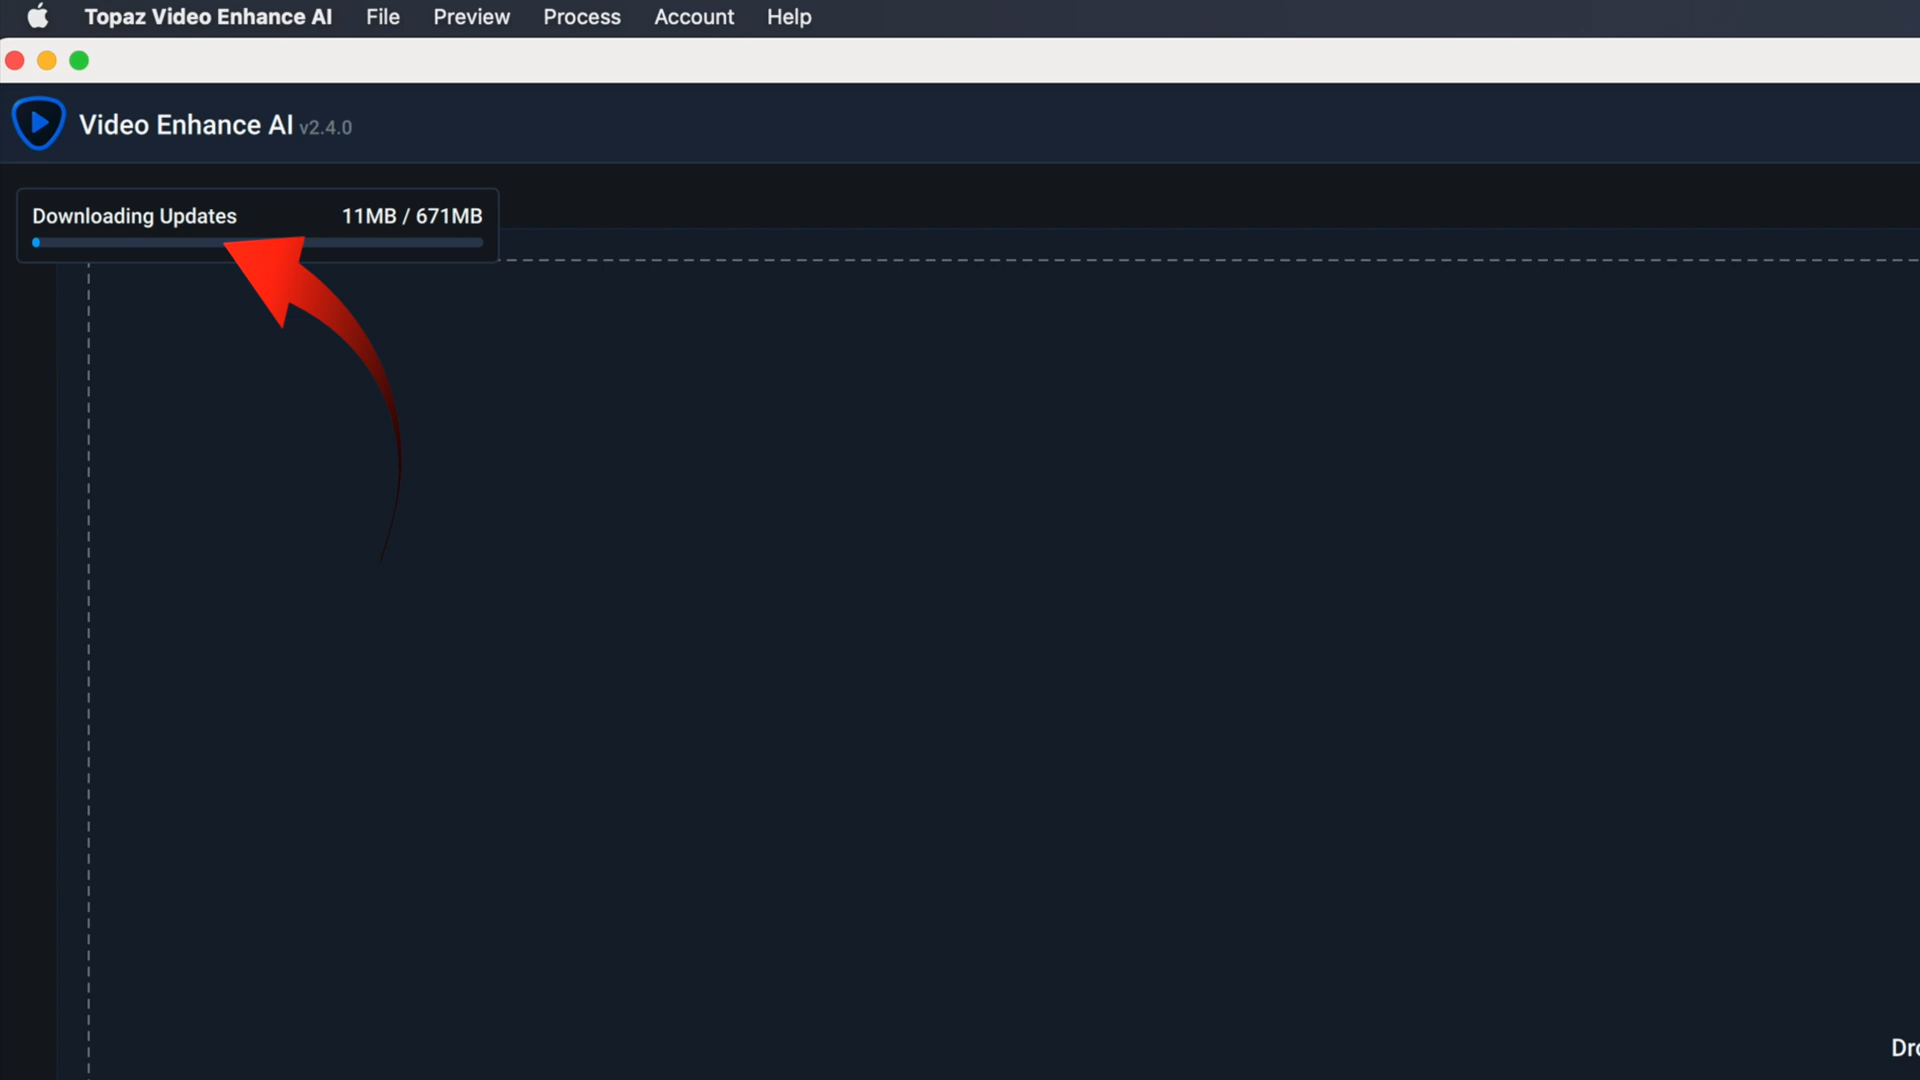 Topaz Video Enhance AI File Preview Process Account Help
Video Enhance AI v2.4.0
Downloading Updates 11MB / 671MB